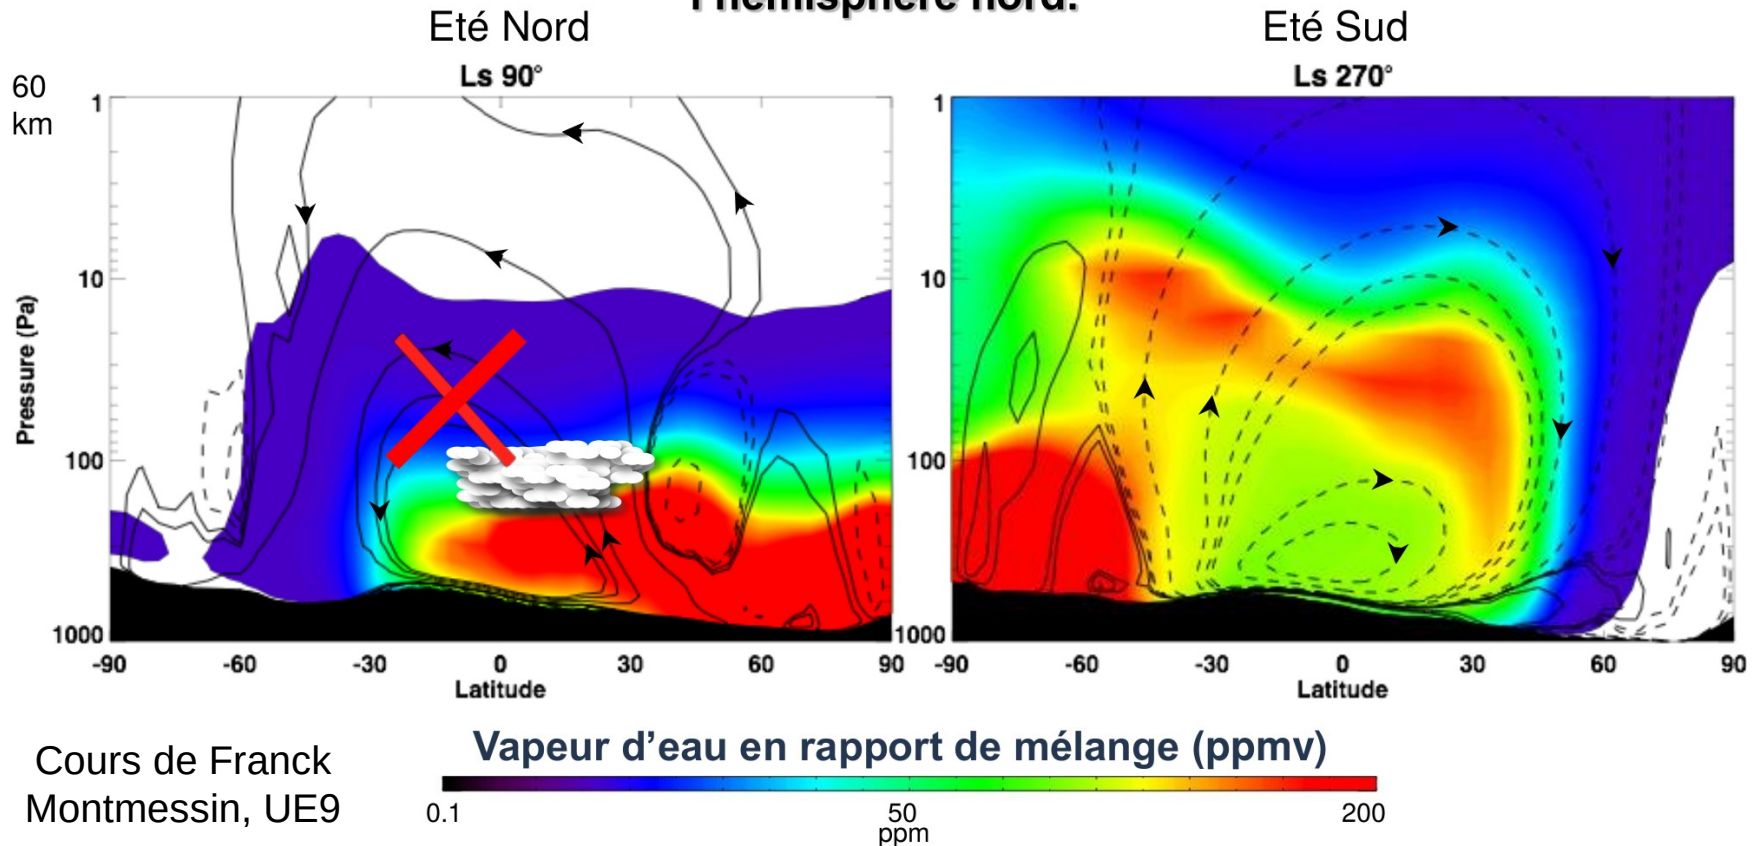 l'hémisphère nord.
Eté Nord
Eté Sud
Ls 90°
Ls 270°
60
km
1
10
100
1000
Pressure (Pa)
-90 -60 -30 0 30 60 90
Latitude
1
10
100
1000
-90 -60 -30 0 30 60 90
Latitude
Cours de Franck
Montmessin, UE9
Vapeur d’eau en rapport de mélange (ppmv)
0.1 50 200
ppm